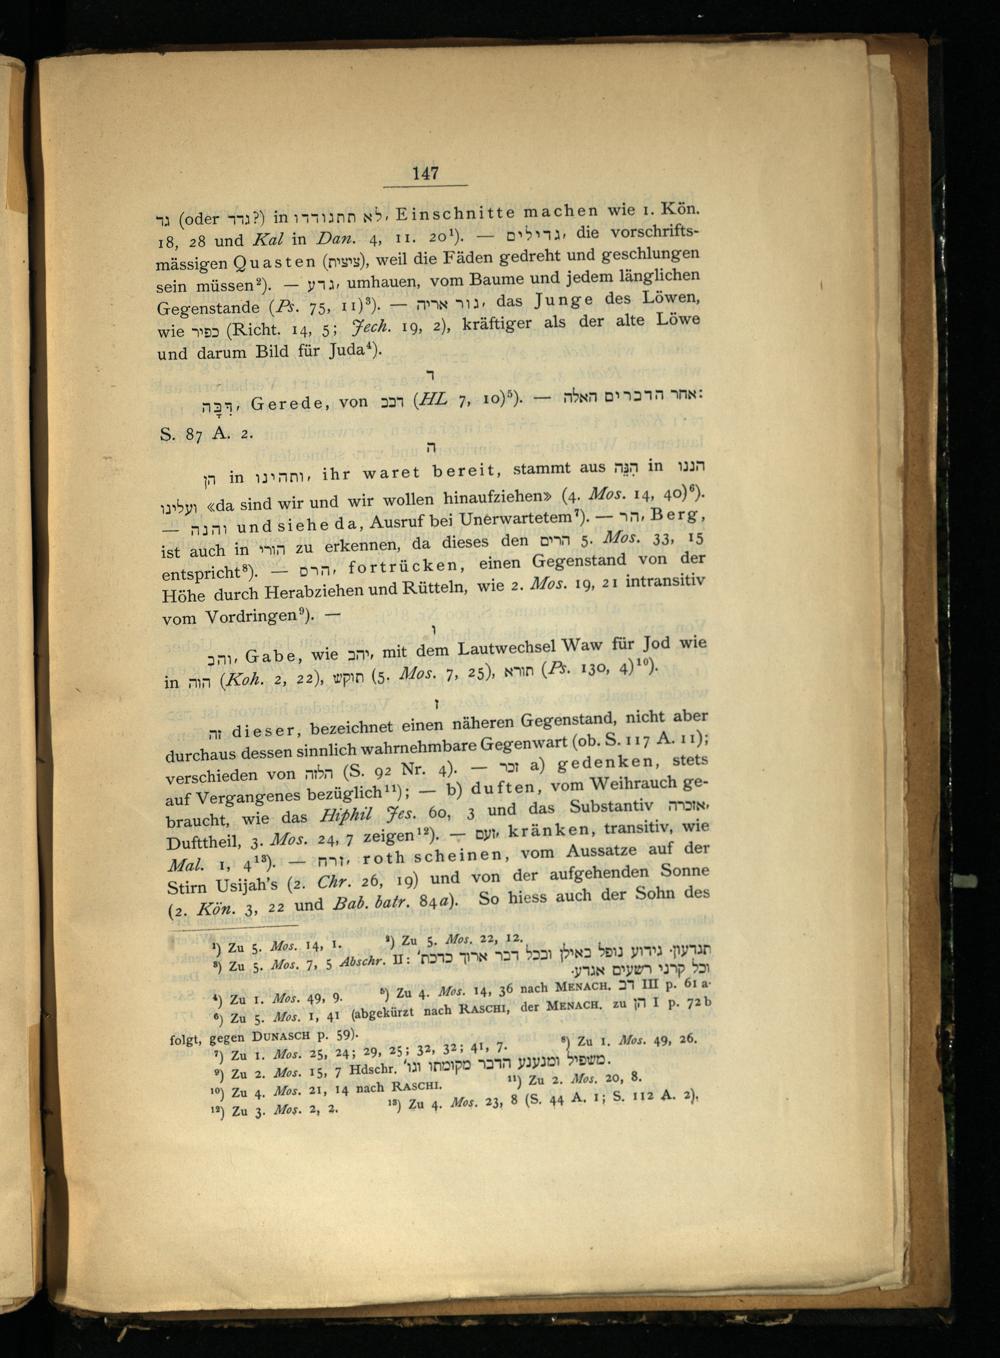 147
גד (oder גדד?) in לא תתגודדו, Einschnitte machen wie 1. Kön.
18, 28 und Kal in Dan. 4, 11. 20¹). — גדילים, die vorschrifts-
mässigen Quasten (ציצית), weil die Fäden gedreht und geschlungen
sein müssen²). — גדע, umhauen, vom Baume und jedem länglichen
Gegenstande (Ps. 75, 11)³). — גור אריה, das Junge des Löwen,
wie כפיר (Richt. 14, 5; Jech. 19, 2), kräftiger als der alte Löwe
und darum Bild für Juda⁴).
ד
דִּבָּה, Gerede, von דבב (HL 7, 10)⁵). — אחר הדברים האלה:
S. 87 A. 2.
ה
הן in ותהינו, ihr waret bereit, stammt aus הִנֵּה in הננו
ועלינו «da sind wir und wir wollen hinaufziehen» (4. Mos. 14, 40)⁶).
— והנה und siehe da, Ausruf bei Unerwartetem⁷). — הר, Berg,
ist auch in הורי zu erkennen, da dieses den הרים 5. Mos. 33, 15
entspricht⁸). — הרם, fortrücken, einen Gegenstand von der
Höhe durch Herabziehen und Rütteln, wie 2. Mos. 19, 21 intransitiv
vom Vordringen⁹). —
ו
והב, Gabe, wie יהב, mit dem Lautwechsel Waw für Jod wie
in הוה (Koh. 2, 22), תוקש (5. Mos. 7, 25), תורא (Ps. 130, 4)¹⁰).
ז
זה dieser, bezeichnet einen näheren Gegenstand, nicht aber
durchaus dessen sinnlich wahrnehmbare Gegenwart (ob. S. 117 A. 11);
verschieden von הלזה (S. 92 Nr. 4). — זכר a) gedenken, stets
auf Vergangenes bezüglich¹¹); — b) duften, vom Weihrauch ge-
braucht, wie das Hiphil Jes. 60, 3 und das Substantiv אזכרה,
Dufttheil, 3. Mos. 24, 7 zeigen¹²). — זעם, kränken, transitiv, wie
Mal. 1, 4¹³). — זרח, roth scheinen, vom Aussatze auf der
Stirn Usijah's (2. Chr. 26, 19) und von der aufgehenden Sonne
(2. Kön. 3, 22 und Bab. batr. 84a). So hiess auch der Sohn des
¹) Zu 5. Mos. 14, 1. ²) Zu 5. Mos. 22, 12.
³) Zu 5. Mos. 7, 5 Abschr. II: תגדעון. גידוע נופל באילן ובכל דבר ארוך כדכת'
וכל קרני רשעים אגדע.
⁴) Zu 1. Mos. 49, 9. ⁵) Zu 4. Mos. 14, 36 nach MENACH. דב III p. 61a.
⁶) Zu 5. Mos. 1, 41 (abgekürzt nach RASCHI, der MENACH. zu הן I p. 72b
folgt, gegen DUNASCH p. 59).
⁷) Zu 1. Mos. 25, 24; 29, 25; 32, 32; 41, 7. ⁸) Zu 1. Mos. 49, 26.
⁹) Zu 2. Mos. 15, 7 Hdschr. משפיל ומנענע הדבר מקומתו וגו'.
¹⁰) Zu 4. Mos. 21, 14 nach RASCHI. ¹¹) Zu 2. Mos. 20, 8.
¹²) Zu 3. Mos. 2, 2. ¹³) Zu 4. Mos. 23, 8 (S. 44 A. 1; S. 112 A. 2).